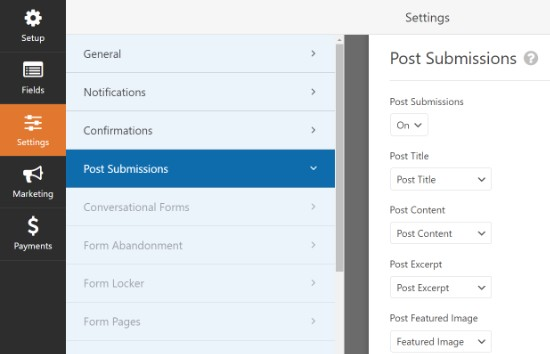 Settings
Setup
Fields
Settings
Marketing
Payments
General
Notifications
Confirmations
Post Submissions
Conversational Forms
Form Abandonment
Form Locker
Form Pages
Post Submissions ?
Post Submissions
On
Post Title
Post Title
Post Content
Post Content
Post Excerpt
Post Excerpt
Post Featured Image
Featured Image